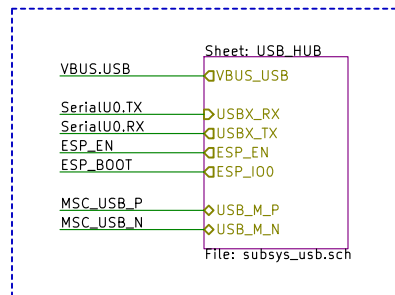 Sheet: USB_HUB
VBUS.USB VBUS_USB
SerialU0.TX USBX_RX
SerialU0.RX USBX_TX
ESP_EN ESP_EN
ESP_BOOT ESP_IO0
MSC_USB_P USB_M_P
MSC_USB_N USB_M_N
File: subsys_usb.sch